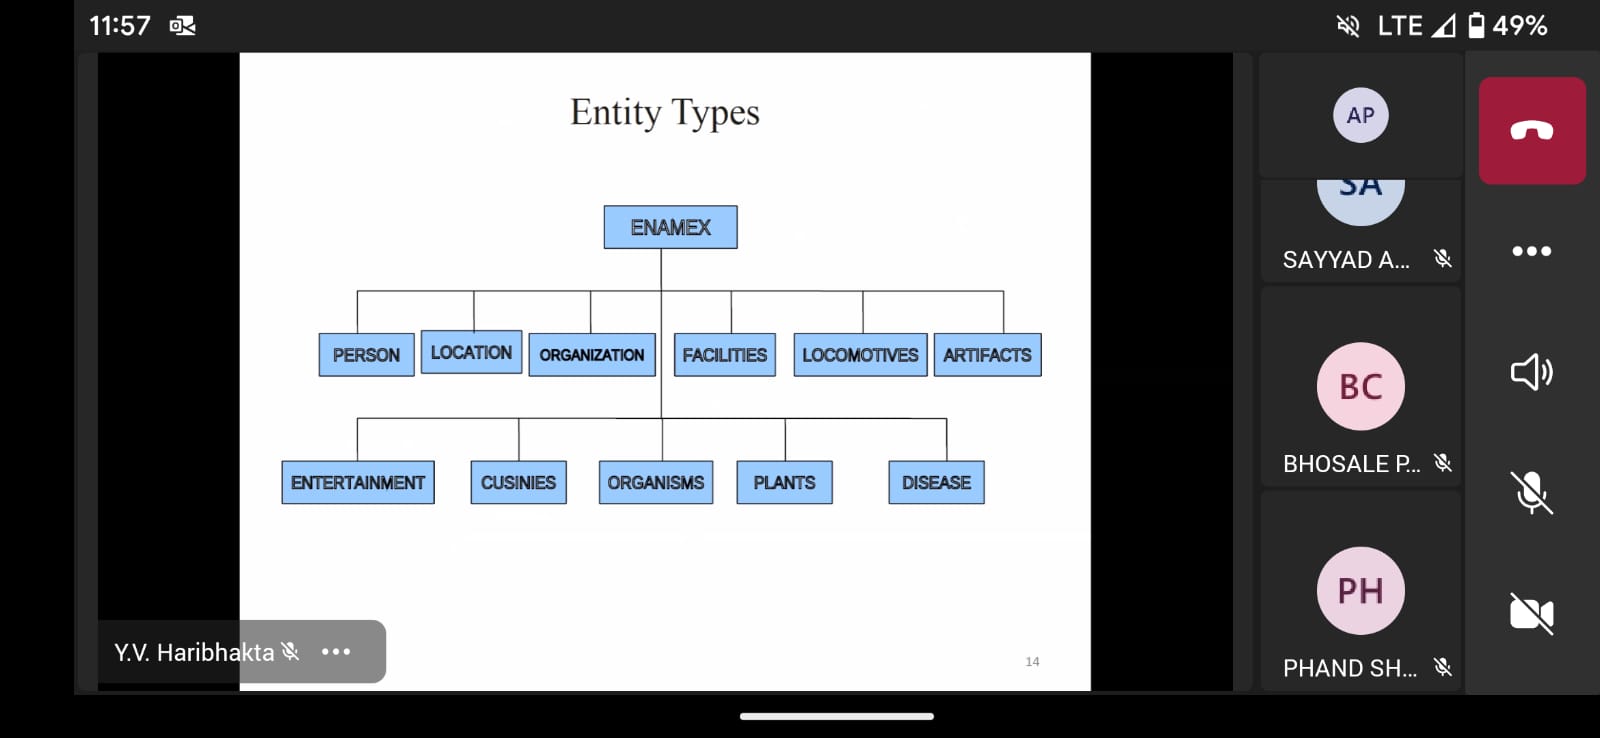 11:57
LTE 49%
Entity Types
ENAMEX
PERSON LOCATION ORGANIZATION FACILITIES LOCOMOTIVES ARTIFACTS
ENTERTAINMENT CUSINIES ORGANISMS PLANTS DISEASE
14
Y.V. Haribhakta
AP
SA
SAYYAD A...
BC
BHOSALE P...
PH
PHAND SH...